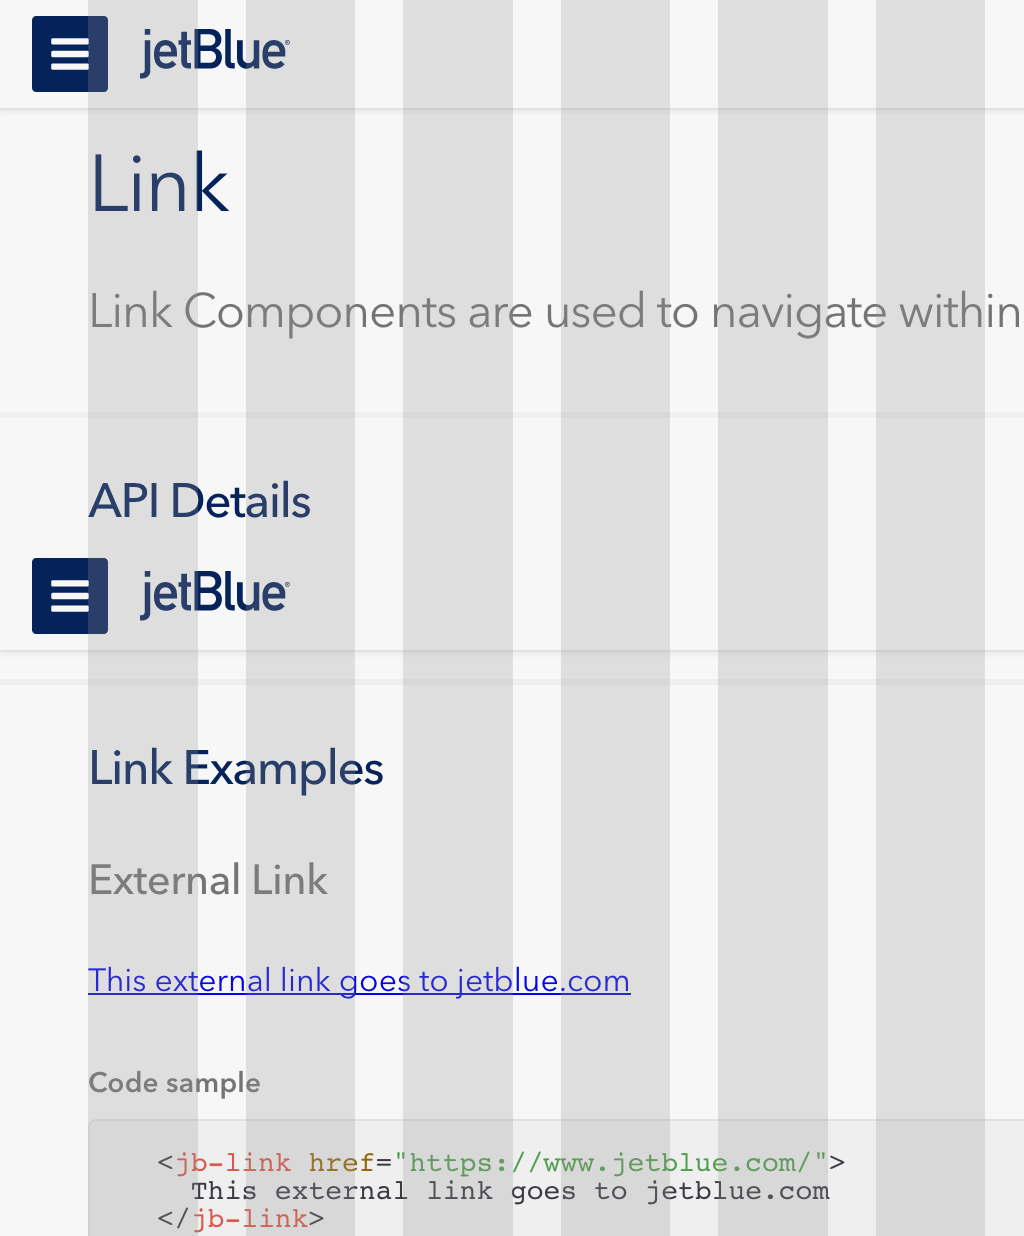 jetBlue®
Link
Link Components are used to navigate within
API Details
jetBlue®
Link Examples
External Link
This external link goes to jetblue.com
Code sample
<jb-link href="https://www.jetblue.com/">
This external link goes to jetblue.com
</jb-link>